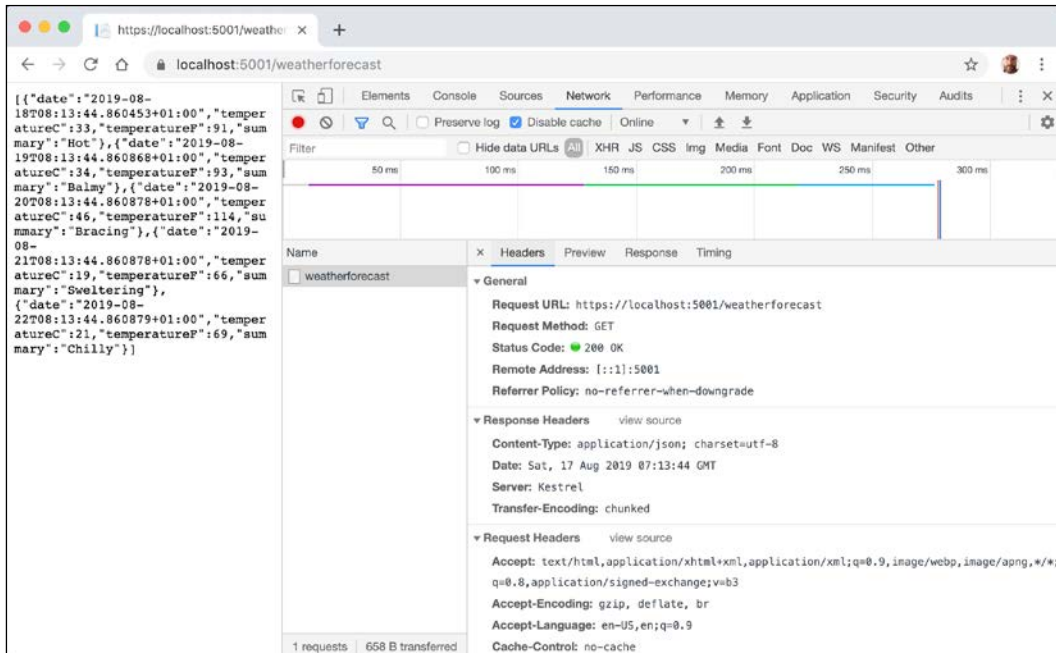 https://localhost:5001/weather
localhost:5001/weatherforecast
[{"date":"2019-08-
18T08:13:44.860453+01:00","temper
atureC":33,"temperatureF":91,"sum
mary":"Hot"},{"date":"2019-08-
19T08:13:44.860868+01:00","temper
atureC":34,"temperatureF":93,"sum
mary":"Balmy"},{"date":"2019-08-
20T08:13:44.860878+01:00","temper
atureC":46,"temperatureF":114,"su
mmary":"Bracing"},{"date":"2019-
08-
21T08:13:44.860878+01:00","temper
atureC":19,"temperatureF":66,"sum
mary":"Sweltering"},
{"date":"2019-08-
22T08:13:44.860879+01:00","temper
atureC":21,"temperatureF":69,"sum
mary":"Chilly"}]
Elements Console Sources Network Performance Memory Application Security Audits
Preserve log Disable cache Online
Filter Hide data URLs All XHR JS CSS Img Media Font Doc WS Manifest Other
50 ms 100 ms 150 ms 200 ms 250 ms 300 ms
Name
weatherforecast
1 requests 658 B transferred
Headers Preview Response Timing
General
Request URL: https://localhost:5001/weatherforecast
Request Method: GET
Status Code: 200 OK
Remote Address: [::1]:5001
Referrer Policy: no-referrer-when-downgrade
Response Headers view source
Content-Type: application/json; charset=utf-8
Date: Sat, 17 Aug 2019 07:13:44 GMT
Server: Kestrel
Transfer-Encoding: chunked
Request Headers view source
Accept: text/html,application/xhtml+xml,application/xml;q=0.9,image/webp,image/apng,*/*;
q=0.8,application/signed-exchange;v=b3
Accept-Encoding: gzip, deflate, br
Accept-Language: en-US,en;q=0.9
Cache-Control: no-cache